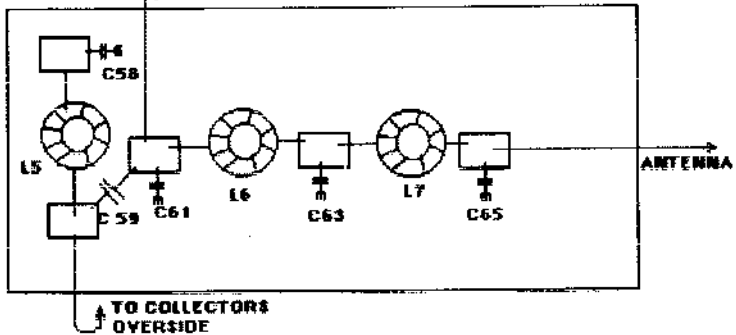 C58
L5
C 59
C61
L6
C63
L7
C65
ANTENNA
TO COLLECTORS
OVERSIDE